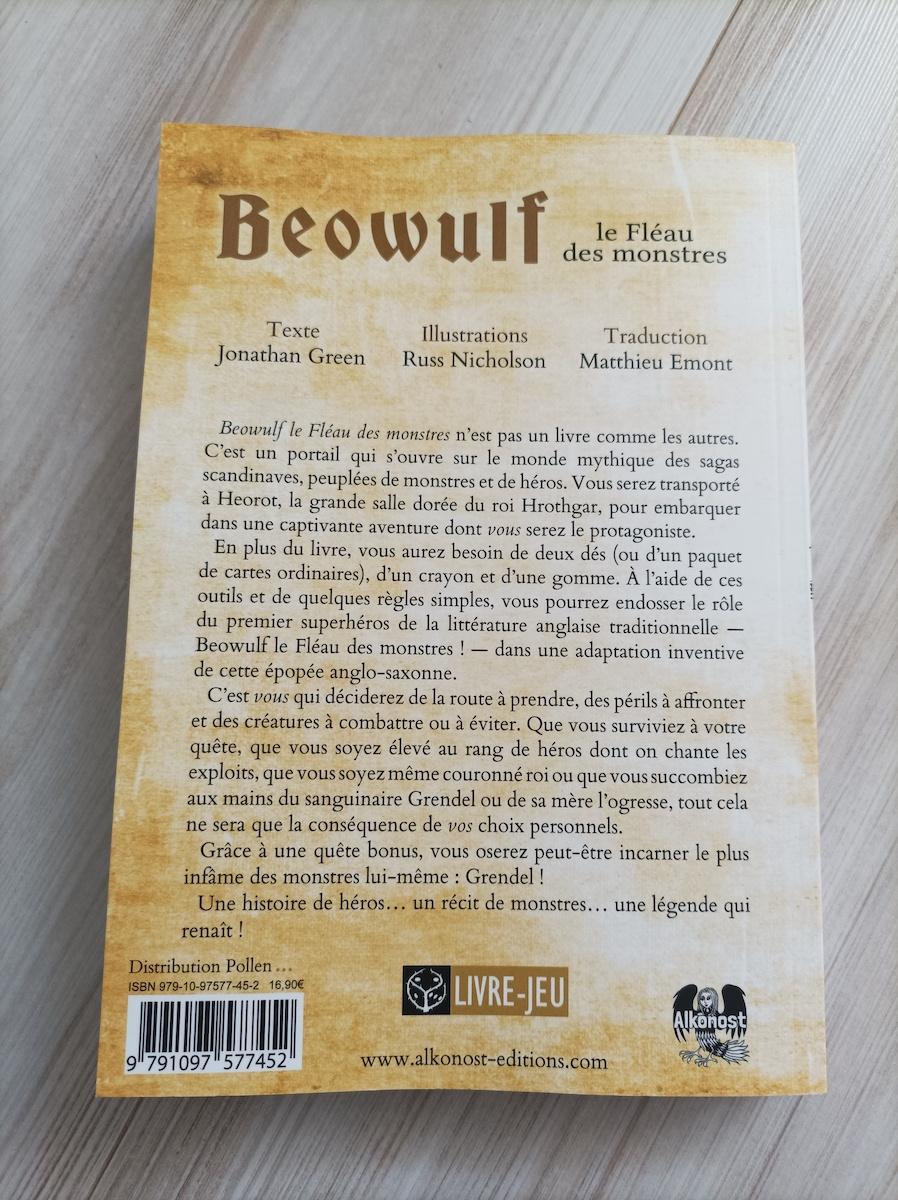 Beowulf
le Fléau
des monstres
Texte
Jonathan Green
Illustrations
Russ Nicholson
Traduction
Matthieu Emont
Beowulf le Fléau des monstres n'est pas un livre comme les autres.
C'est un portail qui s'ouvre sur le monde mythique des sagas
scandinaves, peuplées de monstres et de héros. Vous serez transporté
à Heorot, la grande salle dorée du roi Hrothgar, pour embarquer
dans une captivante aventure dont vous serez le protagoniste.
En plus du livre, vous aurez besoin de deux dés (ou d'un paquet
de cartes ordinaires), d'un crayon et d'une gomme. À l'aide de ces
outils et de quelques règles simples, vous pourrez endosser le rôle
du premier superhéros de la littérature anglaise traditionnelle —
Beowulf le Fléau des monstres ! — dans une adaptation inventive
de cette épopée anglo-saxonne.
C'est vous qui déciderez de la route à prendre, des périls à affronter
et des créatures à combattre ou à éviter. Que vous surviviez à votre
quête, que vous soyez élevé au rang de héros dont on chante les
exploits, que vous soyez même couronné roi ou que vous succombiez
aux mains du sanguinaire Grendel ou de sa mère l'ogresse, tout cela
ne sera que la conséquence de vos choix personnels.
Grâce à une quête bonus, vous oserez peut-être incarner le plus
infâme des monstres lui-même : Grendel !
Une histoire de héros... un récit de monstres... une légende qui
renaît !
Distribution Pollen ...
ISBN 979-10-97577-45-2 16,90€
9 791097 577452
LIVRE-JEU
www.alkonost-editions.com
Alkonost